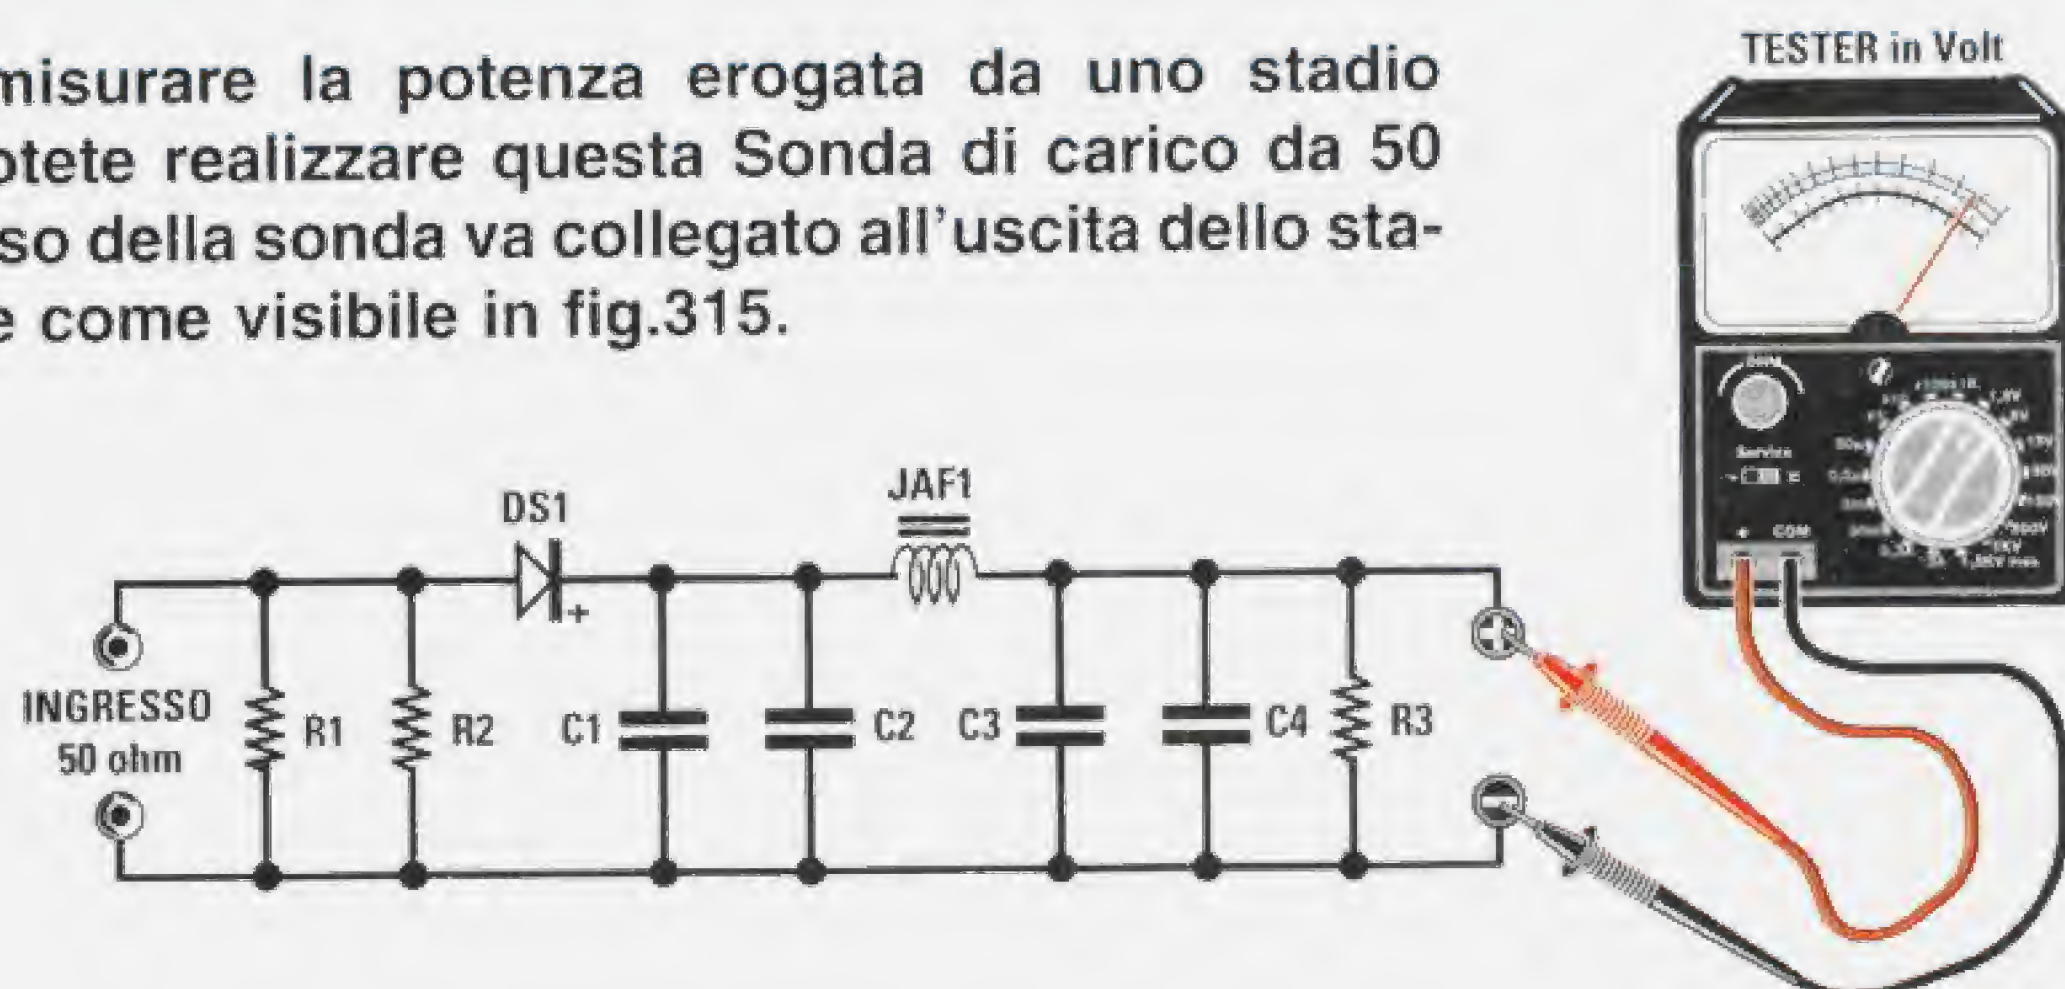 misurare la potenza erogata da uno stadio
otete realizzare questa Sonda di carico da 50
so della sonda va collegato all'uscita dello sta-
e come visibile in fig.315.
TESTER in Volt
Service
+ COM
DS1
+
JAF1
INGRESSO
50 ohm
R1
R2
C1
C2
C3
C4
R3